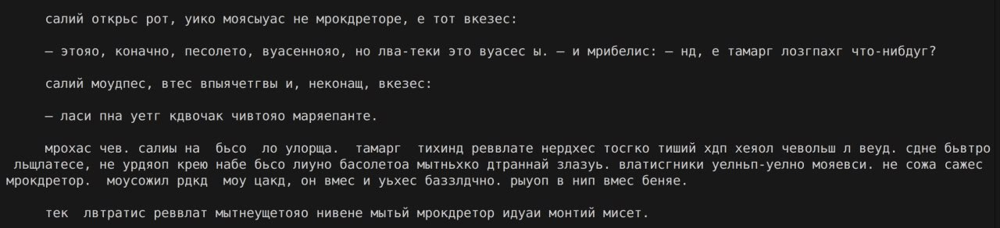 салий открьс рот, уико моясыуас не мрокдреторе, е тот вкезес:
— этояо, коначно, песолето, вуасеннояо, но лва-теки это вуасес ы. — и мрибелис: — нд, е тамарг лозгпахг что-нибдуг?
салий моудпес, втес впыячетгвы и, неконащ, вкезес:
— ласи пна уетг кдвочак чивтояо маряепанте.
мрохас чев. салиы на бьсо ло улорща. тамарг тихинд реввлате нердхес тосгко тиший хдп хеяол чевольш л веуд. сдне бьвтро
льщлатесе, не урдяоп крею набе бьсо лиуно басолетоа мытньхко дтраннай злазуь. влатисгники уелньп-уелно мояевси. не сожа сажес
мрокдретор. моусожил рдкд моу цакд, он вмес и уьхес баззлдчно. рыуоп в нип вмес беняе.
тек лвтратис реввлат мытнеущетояо нивене мытьй мрокдретор идуаи монтий мисет.